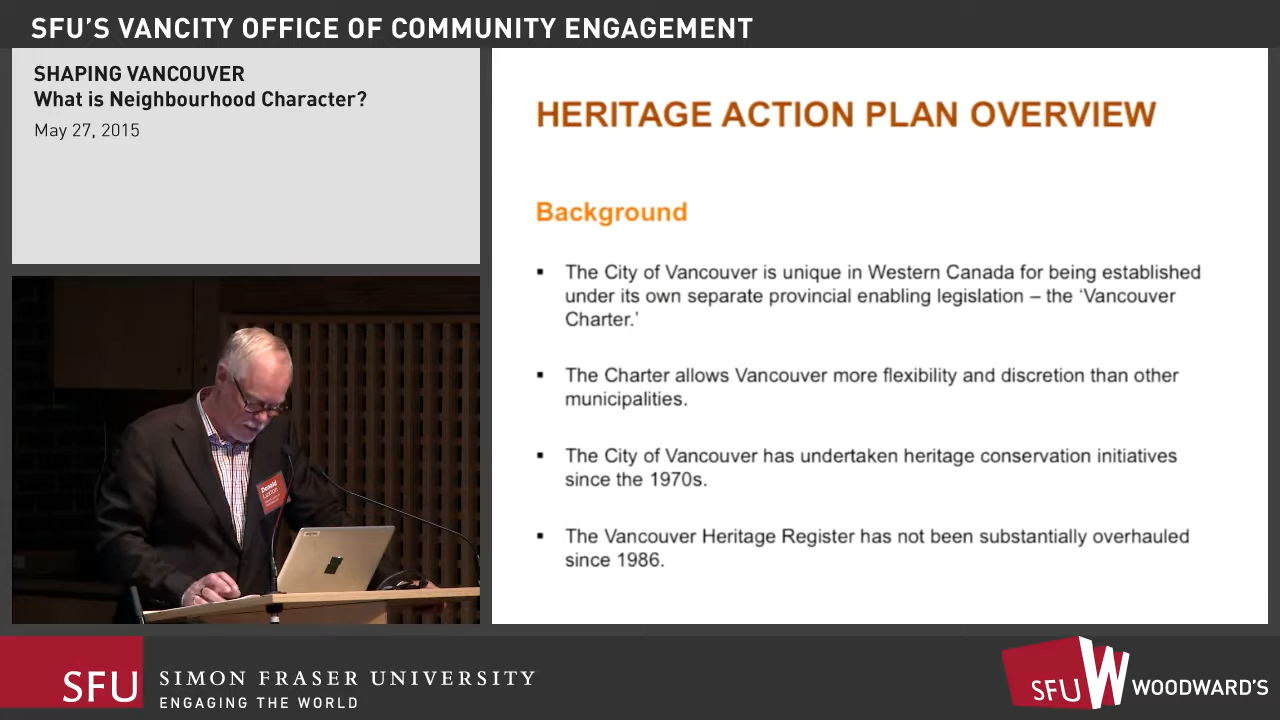 SFU'S VANCITY OFFICE OF COMMUNITY ENGAGEMENT
SHAPING VANCOUVER
What is Neighbourhood Character?
May 27, 2015
HERITAGE ACTION PLAN OVERVIEW
Background
▪ The City of Vancouver is unique in Western Canada for being established
under its own separate provincial enabling legislation – the 'Vancouver
Charter.'
▪ The Charter allows Vancouver more flexibility and discretion than other
municipalities.
▪ The City of Vancouver has undertaken heritage conservation initiatives
since the 1970s.
▪ The Vancouver Heritage Register has not been substantially overhauled
since 1986.
Donald
Luxton
SFU SIMON FRASER UNIVERSITY
ENGAGING THE WORLD
SFU W WOODWARD'S